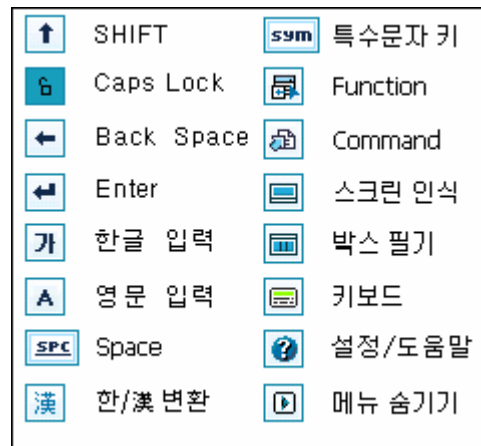 SHIFT sym 특수문자 키
Caps Lock Function
Back Space Command
Enter 스크린 인식
가 한글 입력 박스 필기
A 영문 입력 키보드
SPC Space ? 설정/도움말
漢 한/漢 변환 메뉴 숨기기